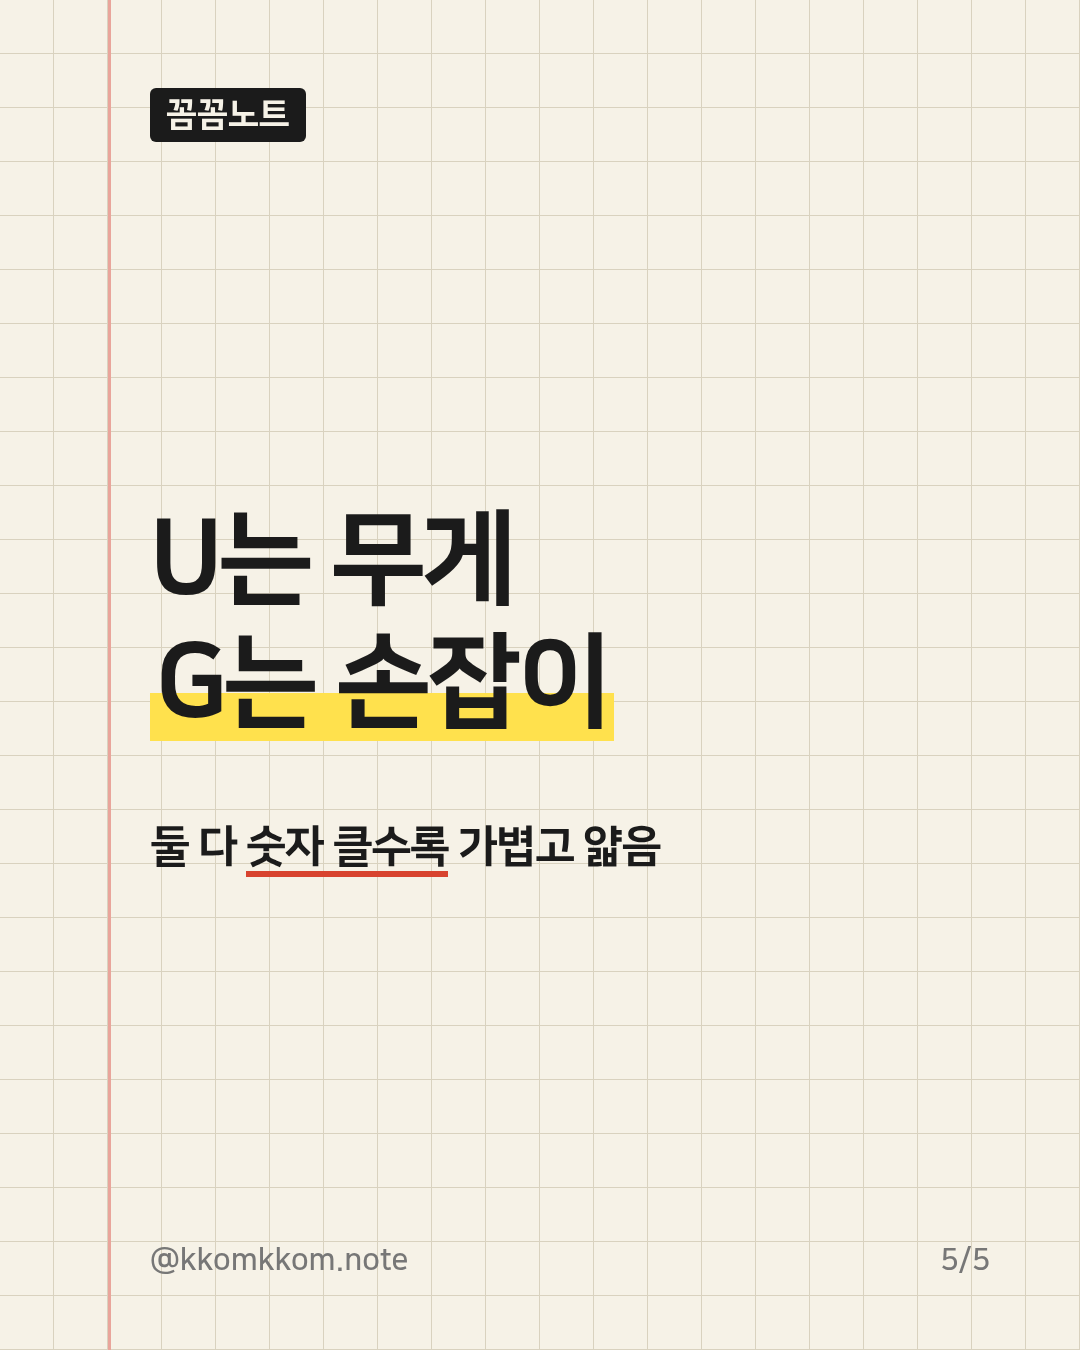 꼼꼼노트
U는 무게
G는 손잡이
둘 다 숫자 클수록 가볍고 얇음
@kkomkkom.note
5/5